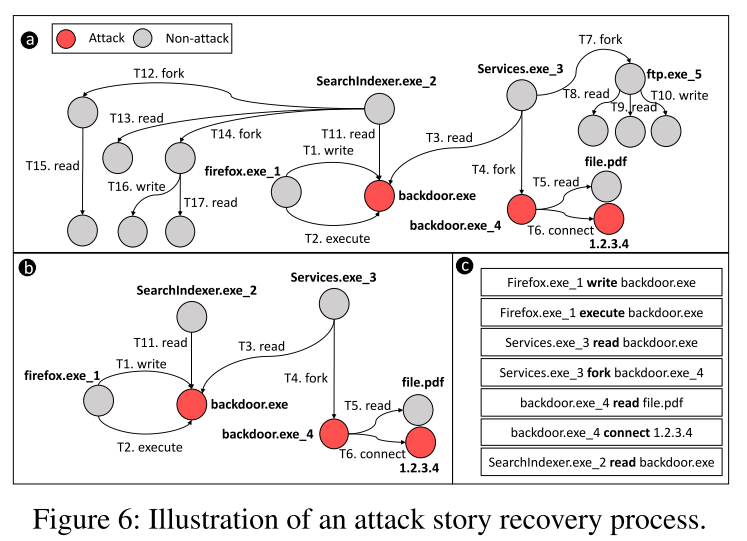 a
Attack
Non-attack
T7. fork
T12. fork
SearchIndexer.exe_2
Services.exe_3
ftp.exe_5
T8. read
T9. read
T10. write
T13. read
T14. fork
T11. read
T3. read
T1. write
T15. read
firefox.exe_1
T4. fork
file.pdf
T16. write
T5. read
T17. read
backdoor.exe
backdoor.exe_4
T6. connect
T2. execute
1.2.3.4
b
Services.exe_3
SearchIndexer.exe_2
T11. read
T3. read
T1. write
firefox.exe_1
T4. fork
file.pdf
backdoor.exe
T5. read
backdoor.exe_4
T2. execute
T6. connect
1.2.3.4
c
Firefox.exe_1 write backdoor.exe
Firefox.exe_1 execute backdoor.exe
Services.exe_3 read backdoor.exe
Services.exe_3 fork backdoor.exe_4
backdoor.exe_4 read file.pdf
backdoor.exe_4 connect 1.2.3.4
SearchIndexer.exe_2 read backdoor.exe
Figure 6: Illustration of an attack story recovery process.